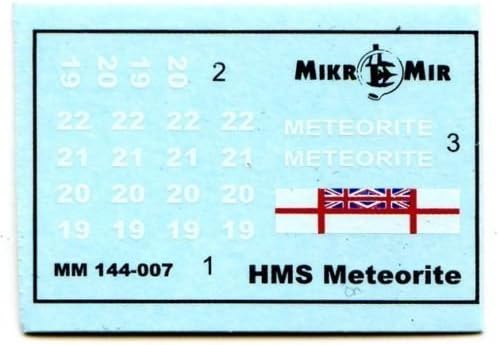 19 20 19 20 2
MIKRO MIR
22 22 22 22 METEORITE
21 21 21 21 METEORITE
3
20 20 20 20
19 19 19 19
MM 144-007 1 HMS Meteorite